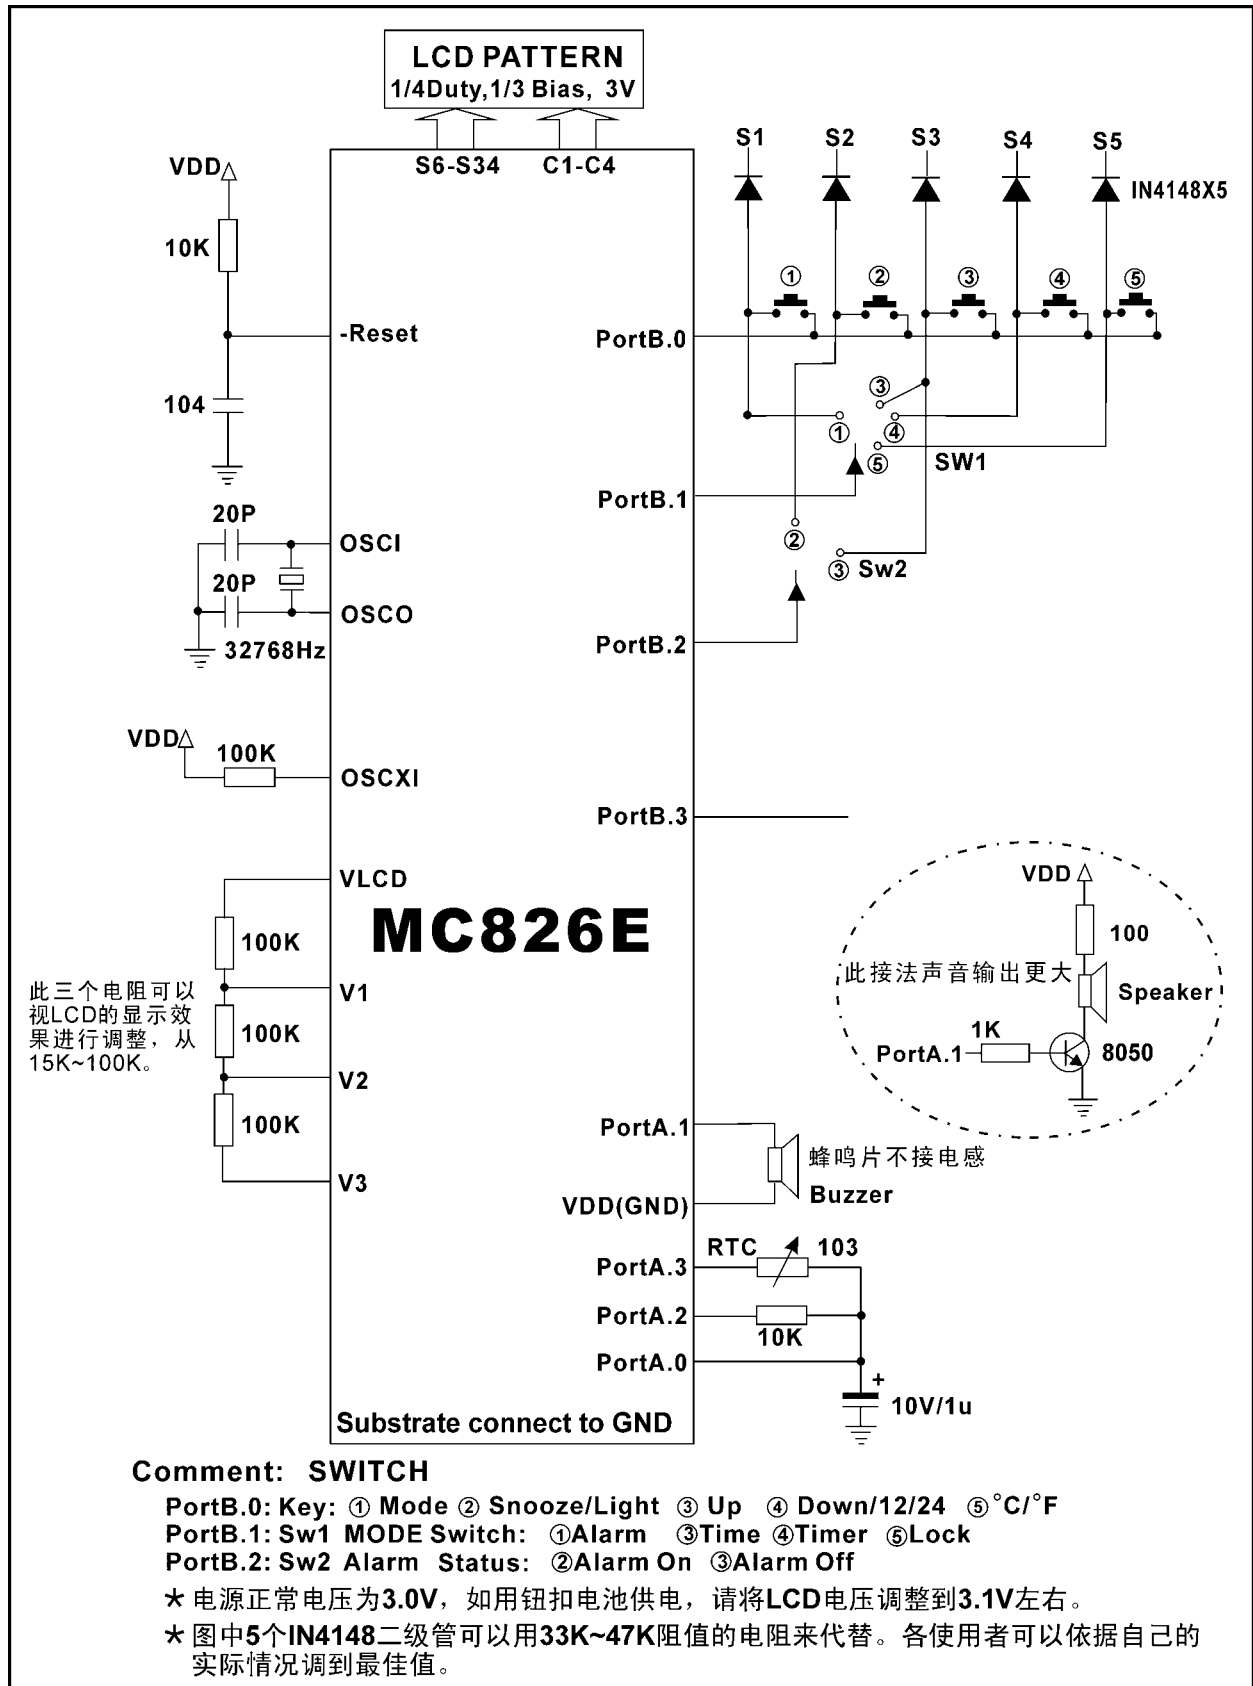 LCD PATTERN
1/4Duty,1/3 Bias, 3V
S6-S34
C1-C4
S1
S2
S3
S4
S5
IN4148X5
VDD
10K
-Reset
104
①
②
③
④
⑤
PortB.0
③
①
④
⑤
SW1
PortB.1
②
③ Sw2
PortB.2
20P
OSCI
20P
OSCO
32768Hz
VDD
100K
OSCXI
PortB.3
VLCD
100K
MC826E
V1
此三个电阻可以
视LCD的显示效
果进行调整，从
15K~100K。
100K
V2
100K
V3
VDD
100
此接法声音输出更大
Speaker
1K
PortA.1
8050
PortA.1
蜂鸣片不接电感
Buzzer
VDD(GND)
RTC
103
PortA.3
PortA.2
10K
PortA.0
+
10V/1u
Substrate connect to GND
Comment: SWITCH
PortB.0: Key: ① Mode ② Snooze/Light ③ Up ④ Down/12/24 ⑤°C/°F
PortB.1: Sw1 MODE Switch: ①Alarm ③Time ④Timer ⑤Lock
PortB.2: Sw2 Alarm Status: ②Alarm On ③Alarm Off
★ 电源正常电压为3.0V，如用钮扣电池供电，请将LCD电压调整到3.1V左右。
★ 图中5个IN4148二级管可以用33K~47K阻值的电阻来代替。各使用者可以依据自己的
实际情况调到最佳值。